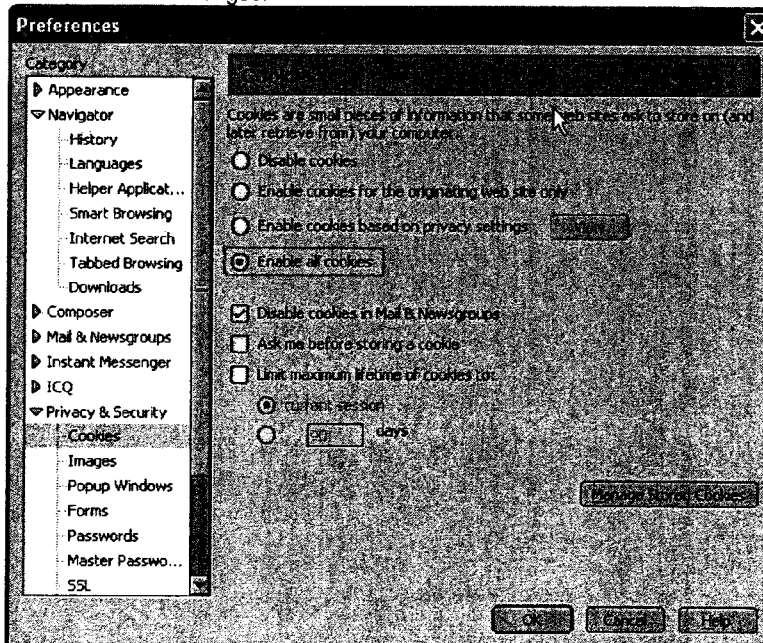 Preferences
Category
Appearance
Navigator
History
Languages
Helper Applicat...
Smart Browsing
Internet Search
Tabbed Browsing
Downloads
Composer
Mail & Newsgroups
Instant Messenger
ICQ
Privacy & Security
Cookies
Images
Popup Windows
Forms
Passwords
Master Passwo...
SSL
Cookies are small pieces of information that some web sites ask to store on (and
later retrieve from) your computer.
Disable cookies
Enable cookies for the originating web site only
Enable cookies based on privacy settings
Enable all cookies
Disable cookies in Mail & Newsgroups
Ask me before storing a cookie
Limit maximum lifetime of cookies to:
current session
90 days
Manage Stored Cookies
OK Cancel Help